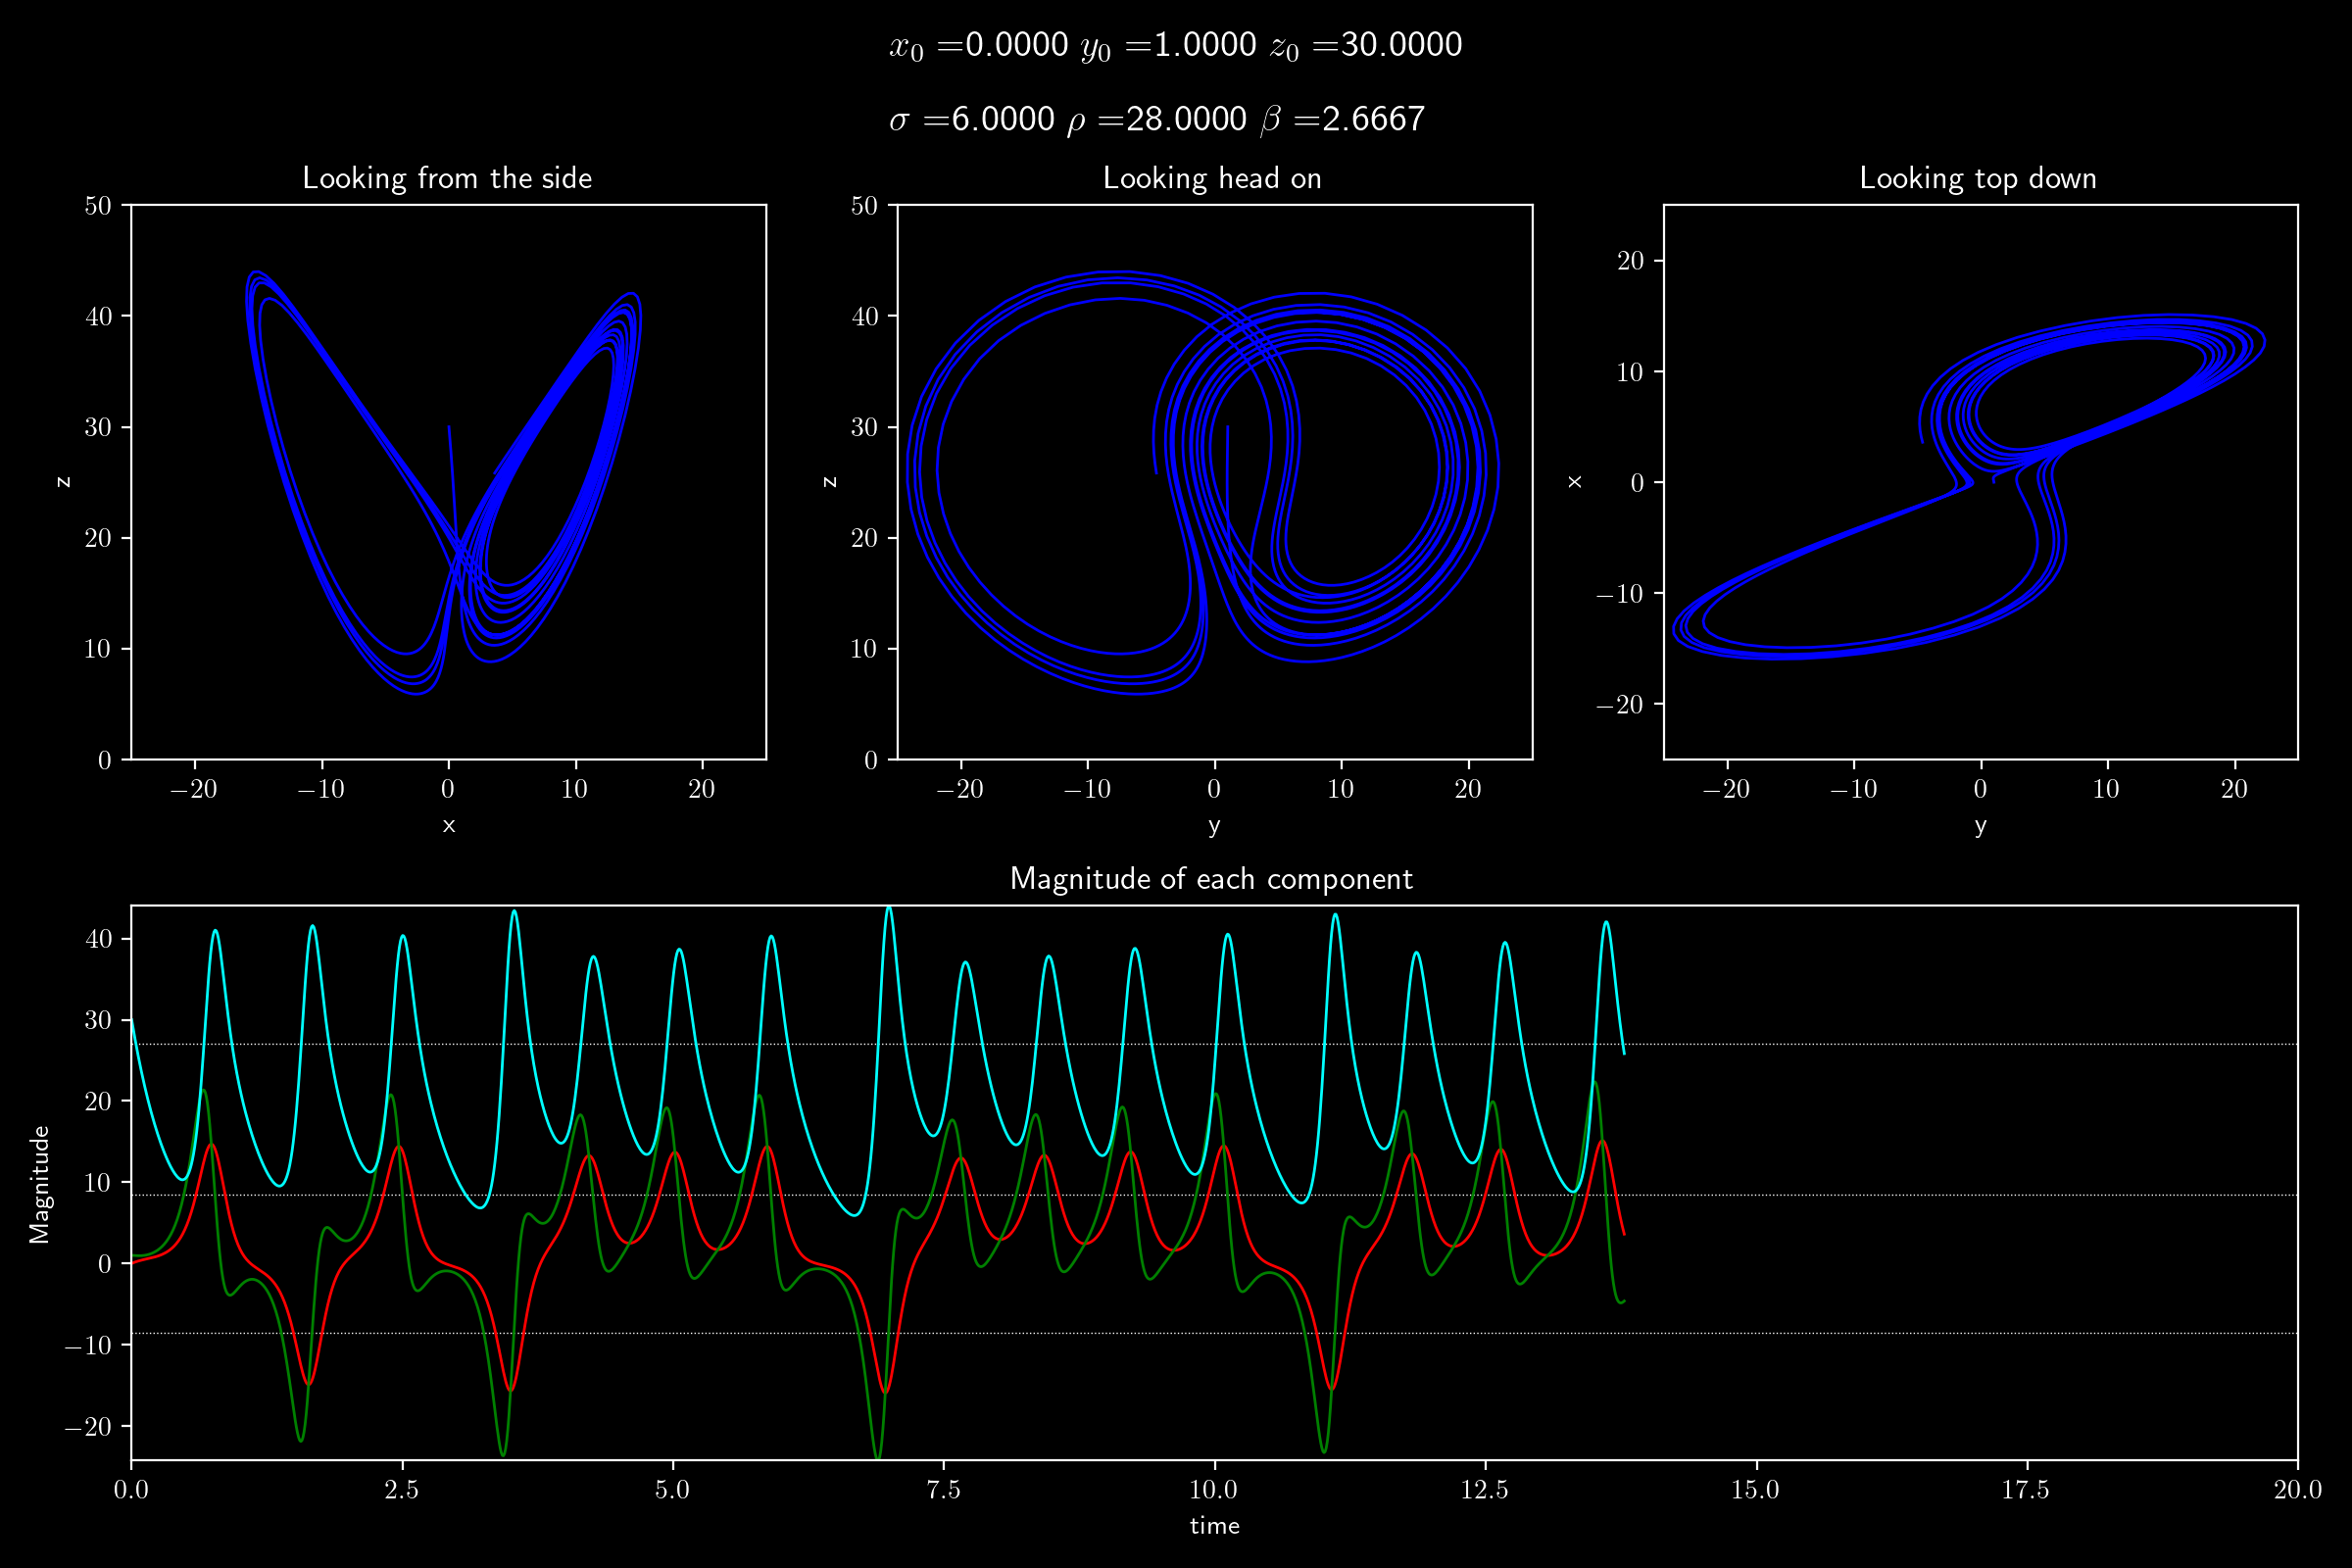 x₀ =0.0000 y₀ =1.0000 z₀ =30.0000
σ =6.0000 ρ =28.0000 β =2.6667
Looking from the side
50
40
30
20
10
0
z
−20 −10 0 10 20
x
Looking head on
50
40
30
20
10
0
z
−20 −10 0 10 20
y
Looking top down
20
10
0
−10
−20
x
−20 −10 0 10 20
y
Magnitude of each component
40
30
20
10
0
−10
−20
Magnitude
0.0 2.5 5.0 7.5 10.0 12.5 15.0 17.5 20.0
time